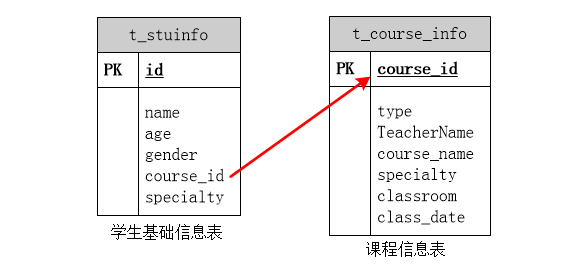 t_stuinfo
PK id
name
age
gender
course_id
specialty
学生基础信息表
t_course_info
PK course_id
type
TeacherName
course_name
specialty
classroom
class_date
课程信息表